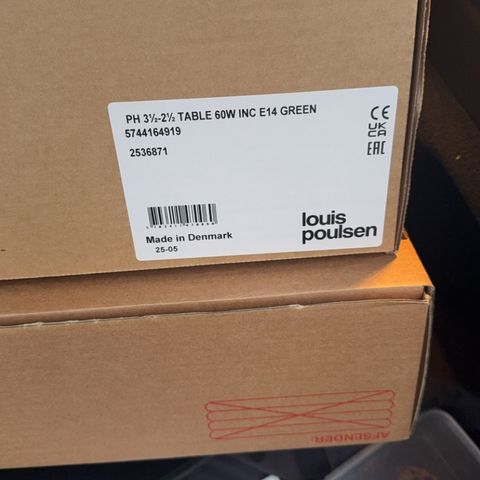 PH 3½-2½ TABLE 60W INC E14 GREEN
5744164919
2536871
CE
UK
CA
EAC
Made in Denmark
25-05
louis
poulsen
AFSENDER: